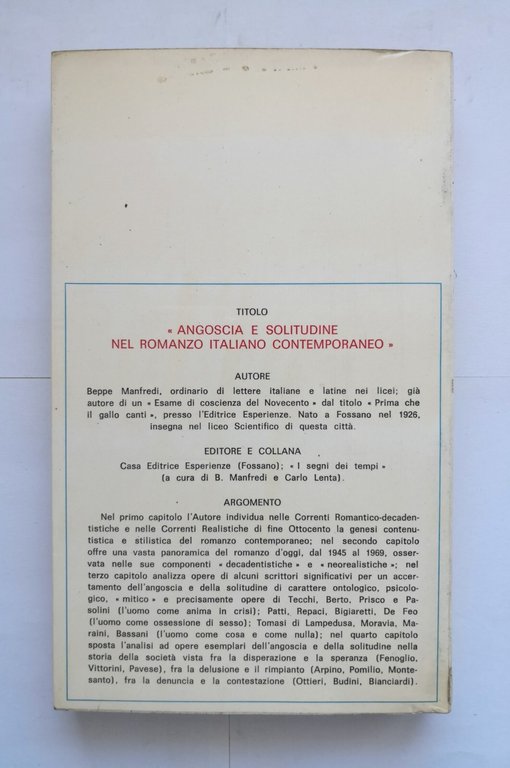 TITOLO
« ANGOSCIA E SOLITUDINE
NEL ROMANZO ITALIANO CONTEMPORANEO »
AUTORE
Beppe Manfredi, ordinario di lettere italiane e latine nei licei; già
autore di un « Esame di coscienza del Novecento » dal titolo « Prima che
il gallo canti », presso l'Editrice Esperienze. Nato a Fossano nel 1926,
insegna nel liceo Scientifico di questa città.
EDITORE E COLLANA
Casa Editrice Esperienze (Fossano); « I segni dei tempi »
(a cura di B. Manfredi e Carlo Lenta).
ARGOMENTO
Nel primo capitolo l'Autore individua nelle Correnti Romantico-decaden-
tistiche e nelle Correnti Realistiche di fine Ottocento la genesi contenu-
tistica e stilistica del romanzo contemporaneo; nel secondo capitolo
offre una vasta panoramica del romanzo d'oggi, dal 1945 al 1969, osser-
vata nelle sue componenti « decadentistiche » e « neorealistiche »; nel
terzo capitolo analizza opere di alcuni scrittori significativi per un accer-
tamento dell'angoscia e della solitudine di carattere ontologico, psicolo-
gico, « mitico » e precisamente opere di Tecchi, Berto, Prisco e Pa-
solini (l'uomo come anima in crisi); Patti, Repaci, Bigiaretti, De Feo
(l'uomo come ossessione di sesso); Tomasi di Lampedusa, Moravia, Ma-
raini, Bassani (l'uomo come cosa e come nulla); nel quarto capitolo
sposta l'analisi ad opere esemplari dell'angoscia e della solitudine nella
storia della società vista fra la disperazione e la speranza (Fenoglio,
Vittorini, Pavese), fra la delusione e il rimpianto (Arpino, Pomilio, Monte-
santo), fra la denuncia e la contestazione (Ottieri, Budini, Bianciardi).